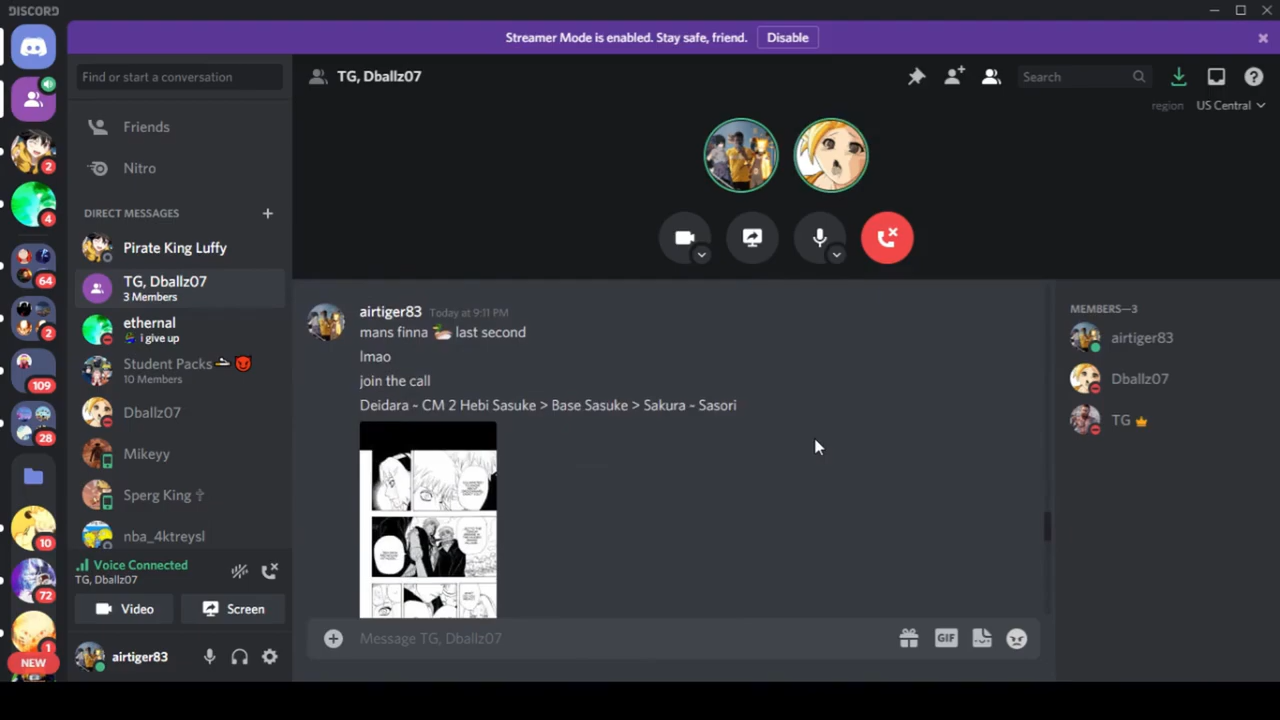 DISCORD
Streamer Mode is enabled. Stay safe, friend.
Disable
Find or start a conversation
TG, Dballz07
Search
region
US Central
Friends
Nitro
DIRECT MESSAGES
Pirate King Luffy
TG, Dballz07
3 Members
ethernal
i give up
Student Packs
10 Members
Dballz07
Mikeyy
Sperg King ✞
nba_4ktreysl
2
4
64
2
109
28
10
72
1
NEW
Voice Connected
TG, Dballz07
Video
Screen
airtiger83
airtiger83 Today at 9:11 PM
mans finna 🦆 last second
lmao
join the call
Deidara - CM 2 Hebi Sasuke > Base Sasuke > Sakura - Sasori
Message TG, Dballz07
GIF
MEMBERS—3
airtiger83
Dballz07
TG